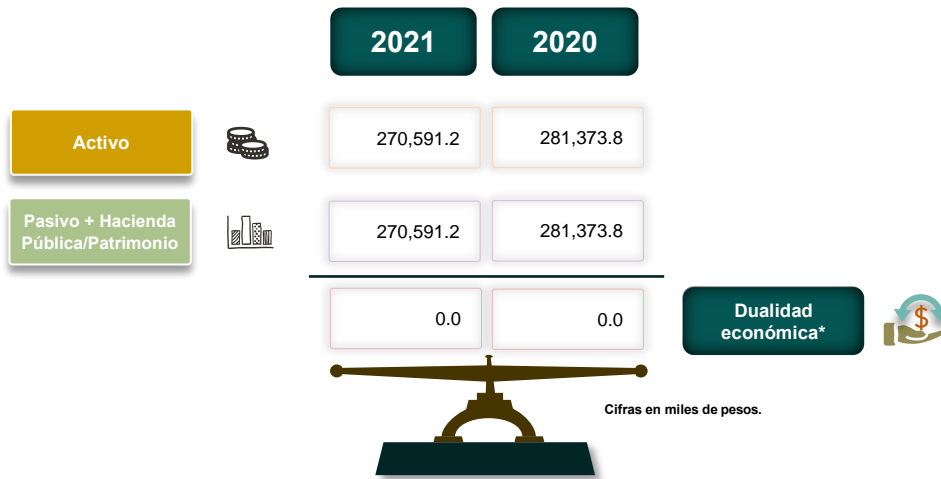 2021 2020
Activo 270,591.2 281,373.8
Pasivo + Hacienda
Pública/Patrimonio 270,591.2 281,373.8
0.0 0.0
Dualidad
económica*
$
Cifras en miles de pesos.